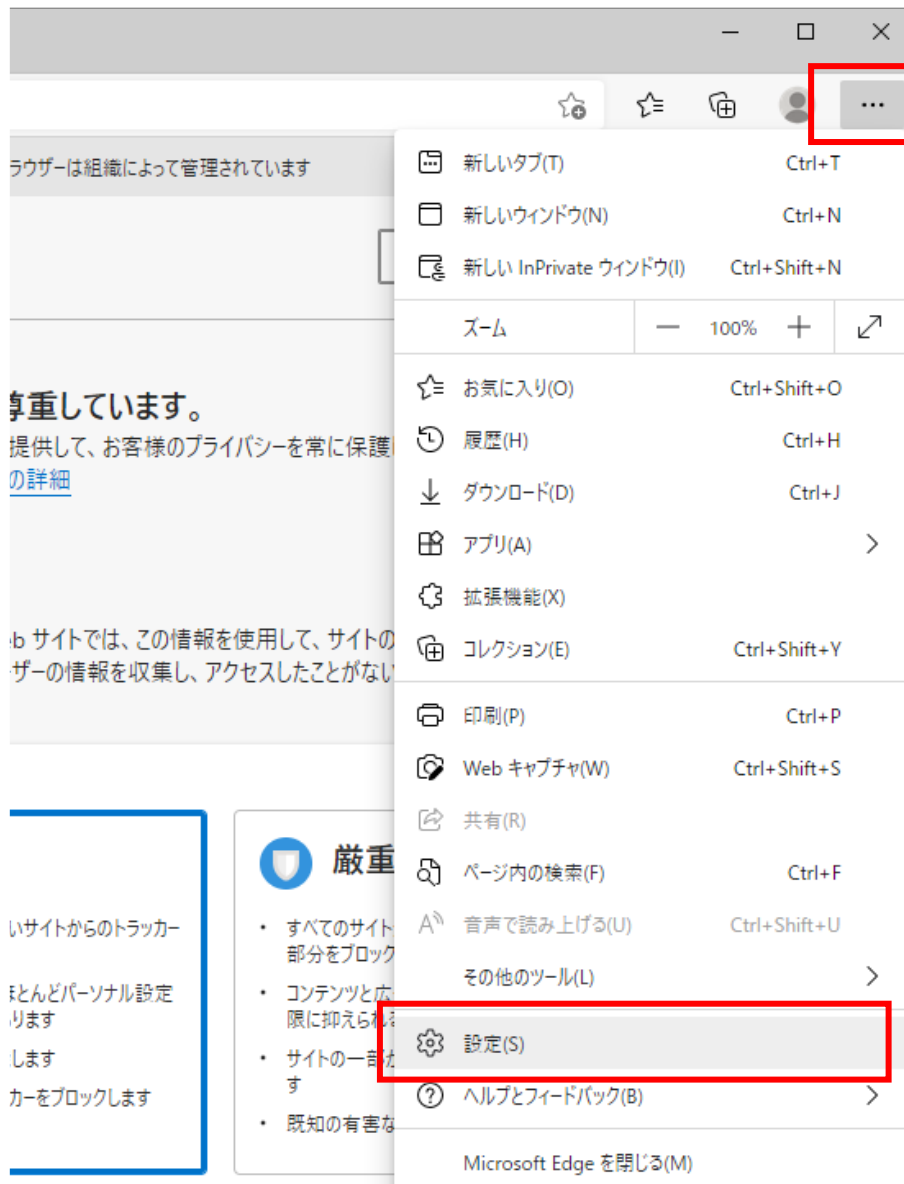 ラウザーは組織によって管理されています
新しいタブ(T) Ctrl+T
新しいウィンドウ(N) Ctrl+N
新しい InPrivate ウィンドウ(I) Ctrl+Shift+N
ズーム 100%
お気に入り(O) Ctrl+Shift+O
履歴(H) Ctrl+H
ダウンロード(D) Ctrl+J
アプリ(A)
拡張機能(X)
コレクション(E) Ctrl+Shift+Y
印刷(P) Ctrl+P
Web キャプチャ(W) Ctrl+Shift+S
共有(R)
ページ内の検索(F) Ctrl+F
音声で読み上げる(U) Ctrl+Shift+U
その他のツール(L)
設定(S)
ヘルプとフィードバック(B)
Microsoft Edge を閉じる(M)
尊重しています。
提供して、お客様のプライバシーを常に保護
の詳細
eb サイトでは、この情報を使用して、サイトの
ーザーの情報を収集し、アクセスしたことがない
いサイトからのトラッカー
ほとんどパーソナル設定
ります
します
カーをブロックします
厳重
・ すべてのサイト
部分をブロック
・ コンテンツと広
限に抑えられ
・ サイトの一部が
す
・ 既知の有害な